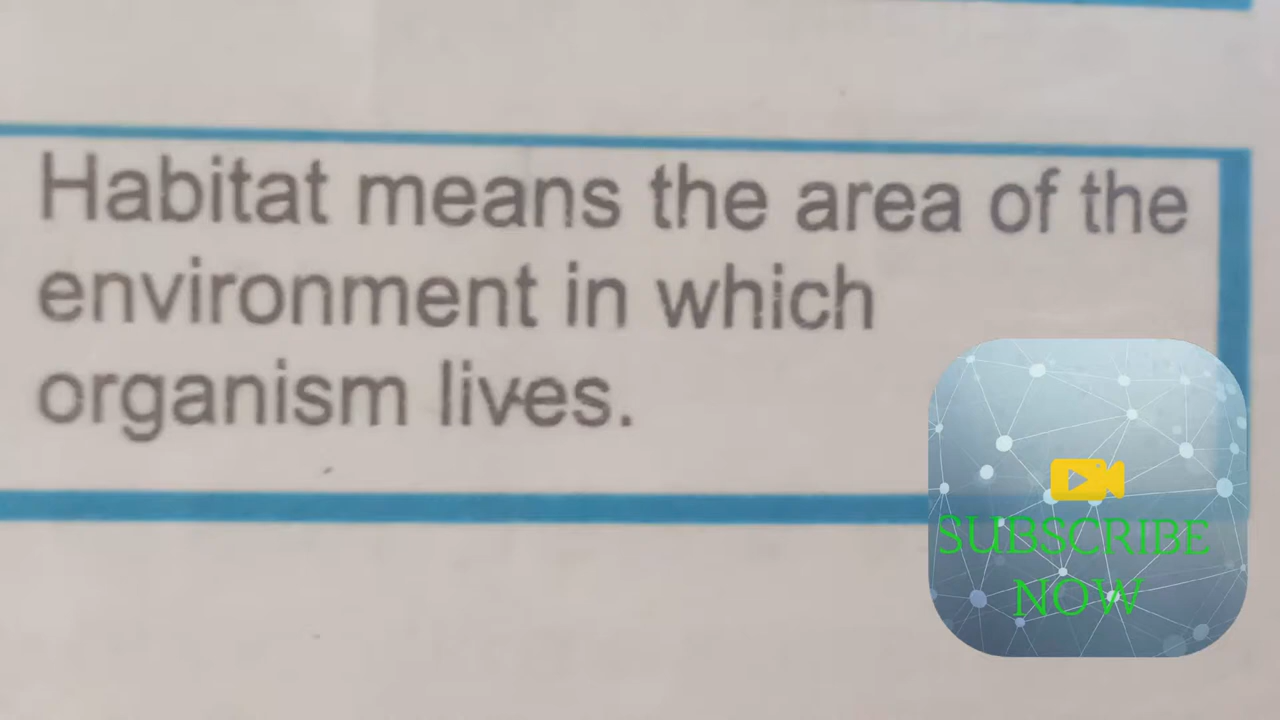 Habitat means the area of the
environment in which
organism lives.
SUBSCRIBE
NOW